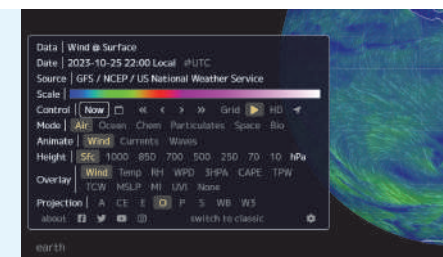 Data | Wind @ Surface
Date | 2023-10-25 22:00 Local ⇄UTC
Source | GFS / NCEP / US National Weather Service
Scale |
Control | Now « ‹ › » Grid HD
Mode | Air Ocean Chem Particulates Space Bio
Animate | Wind Currents Waves
Height | Sfc 1000 850 700 500 250 70 10 hPa
Overlay | Wind Temp RH WPD 3HPA CAPE TPW
TCW MSLP MI UVI None
Projection | A CE E O P S WB W3
about switch to classic
earth